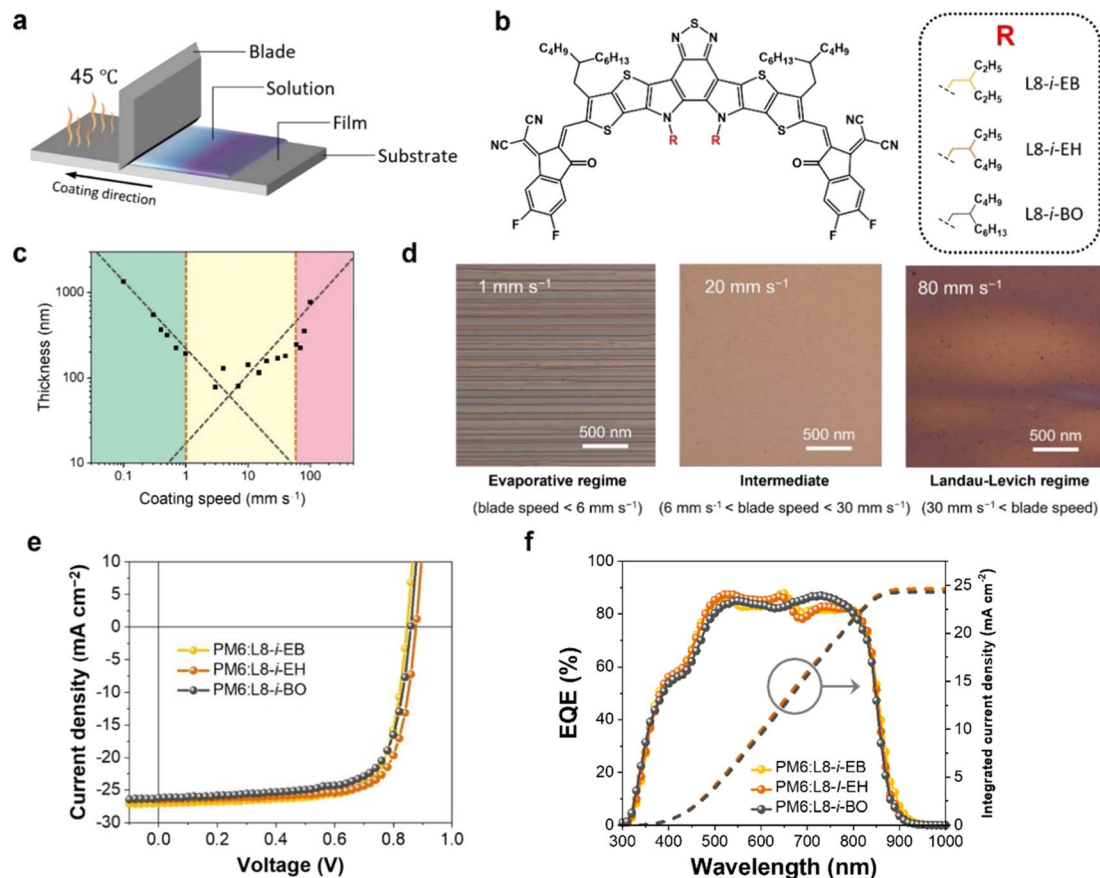 a
Blade
45 °C
Solution
Film
Substrate
Coating direction
b
S
N N
C4H9 C4H9
C6H13 C6H13
S S
S N N S
R R
CN CN
NC CN
O O
F F
F F
R
C2H5
L8-i-EB
C2H5
C2H5
L8-i-EH
C4H9
C4H9
L8-i-BO
C6H13
c
1000
100
10
Thickness (nm)
0.1 1 10 100
Coating speed (mm s⁻¹)
d
1 mm s⁻¹
500 nm
Evaporative regime
(blade speed < 6 mm s⁻¹)
20 mm s⁻¹
500 nm
Intermediate
(6 mm s⁻¹ < blade speed < 30 mm s⁻¹)
80 mm s⁻¹
500 nm
Landau-Levich regime
(30 mm s⁻¹ < blade speed)
e
10
5
0
-5
-10
-15
-20
-25
-30
Current density (mA cm⁻²)
PM6:L8-i-EB
PM6:L8-i-EH
PM6:L8-i-BO
0.0 0.2 0.4 0.6 0.8 1.0
Voltage (V)
f
100
80
60
40
20
0
EQE (%)
PM6:L8-i-EB
PM6:L8-I-EH
PM6:L8-i-BO
25
20
15
10
5
0
Integrated current density (mA cm⁻²)
300 400 500 600 700 800 900 1000
Wavelength (nm)